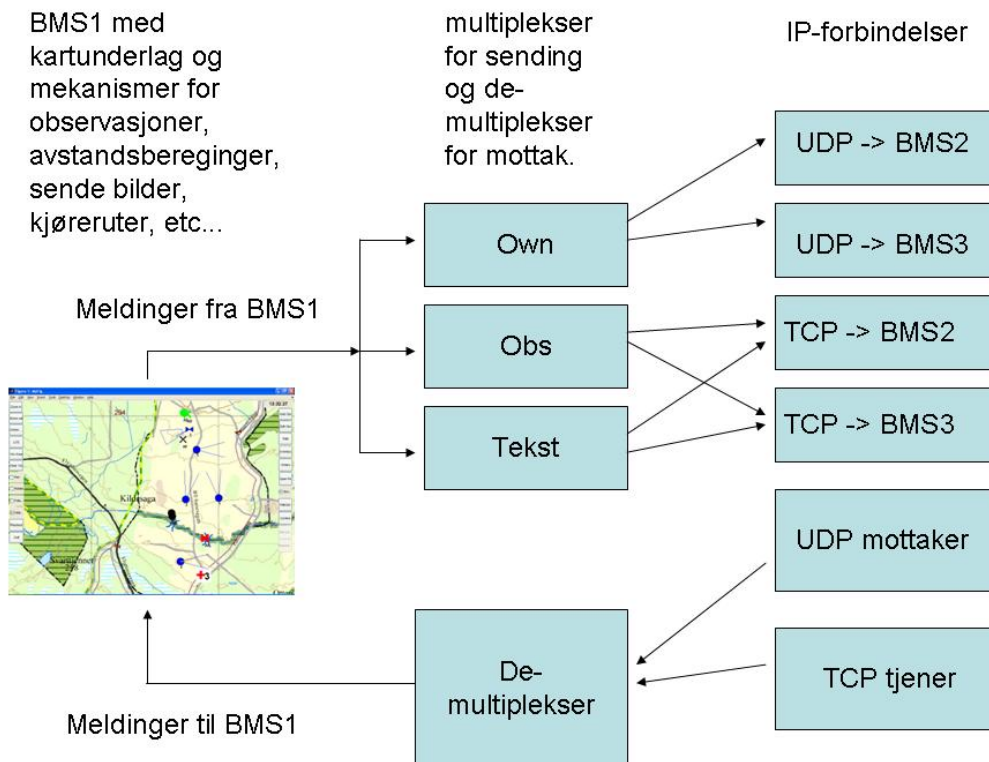 BMS1 med
kartunderlag og
mekanismer for
observasjoner,
avstandsbereginger,
sende bilder,
kjøreruter, etc...
multiplekser
for sending
og de-
multiplekser
for mottak.
IP-forbindelser
UDP -> BMS2
Own
UDP -> BMS3
Meldinger fra BMS1
Obs
TCP -> BMS2
Tekst
TCP -> BMS3
294
3
UDP mottaker
De-
multiplekser
TCP tjener
Meldinger til BMS1